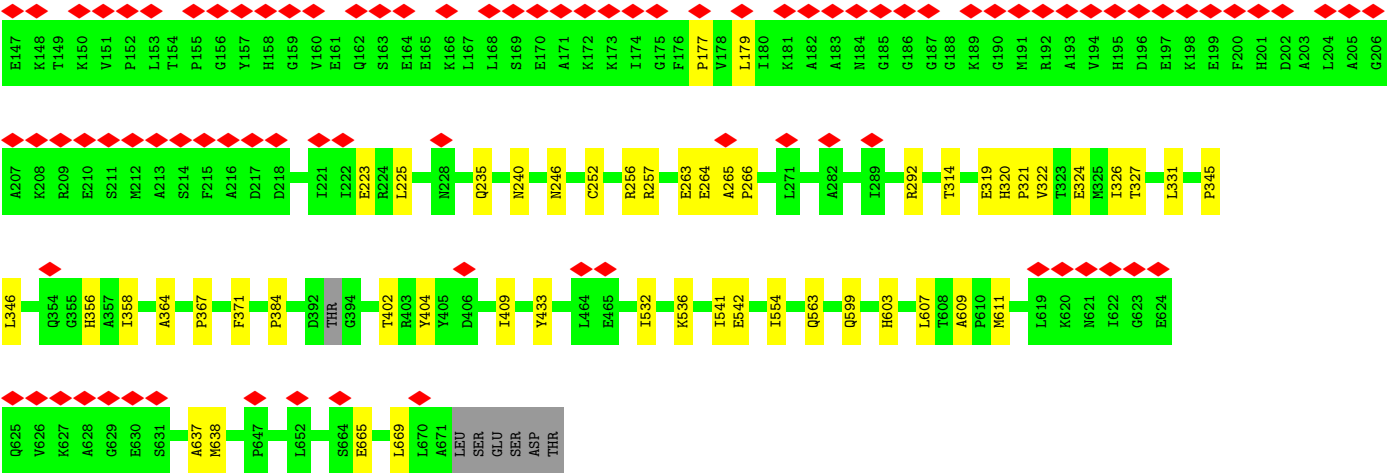 E147 K148 T149 K150 V151 P152 L153 T154 P155 G156 Y157 H158 G159 V160 E161 Q162 S163 E164 E165 K166 L167 L168 S169 E170 A171 K172 K173 I174 G175 F176 P177 V178 L179 I180 K181 A182 A183 N184 G185 G186 G187 G188 K189 G190 M191 R192 A193 V194 H195 D196 E197 K198 E199 F200 H201 D202 A203 L204 A205 G206
A207 K208 R209 E210 S211 M212 A213 S214 F215 A216 D217 D218 I221 I222 E223 R224 L225 N228 Q235 N240 N246 C252 R256 R257 E263 E264 A265 P266 L271 A282 I289 R292 T314 E319 H320 P321 V322 T323 E324 M325 I326 T327 L331 P345
L346 Q354 G355 H356 A357 I358 A364 P367 F371 P384 D392 THR G394 T402 R403 Y404 Y405 D406 I409 Y433 L464 E465 I532 K536 I541 E542 I554 Q563 Q599 H603 L607 T608 A609 P610 M611 L619 K620 N621 I622 G623 E624
Q625 V626 K627 A628 G629 E630 S631 A637 M638 P647 L652 S664 E665 L669 L670 A671 LEU SER GLU SER ASP THR